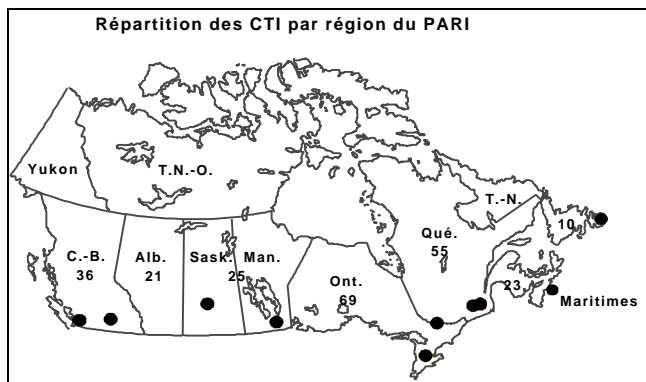 Répartition des CTI par région du PARI
Yukon
T.N.-O.
T.-N.
10
C.-B.
36
Alb.
21
Sask.
Man.
25
Ont.
69
Qué.
55
23
Maritimes